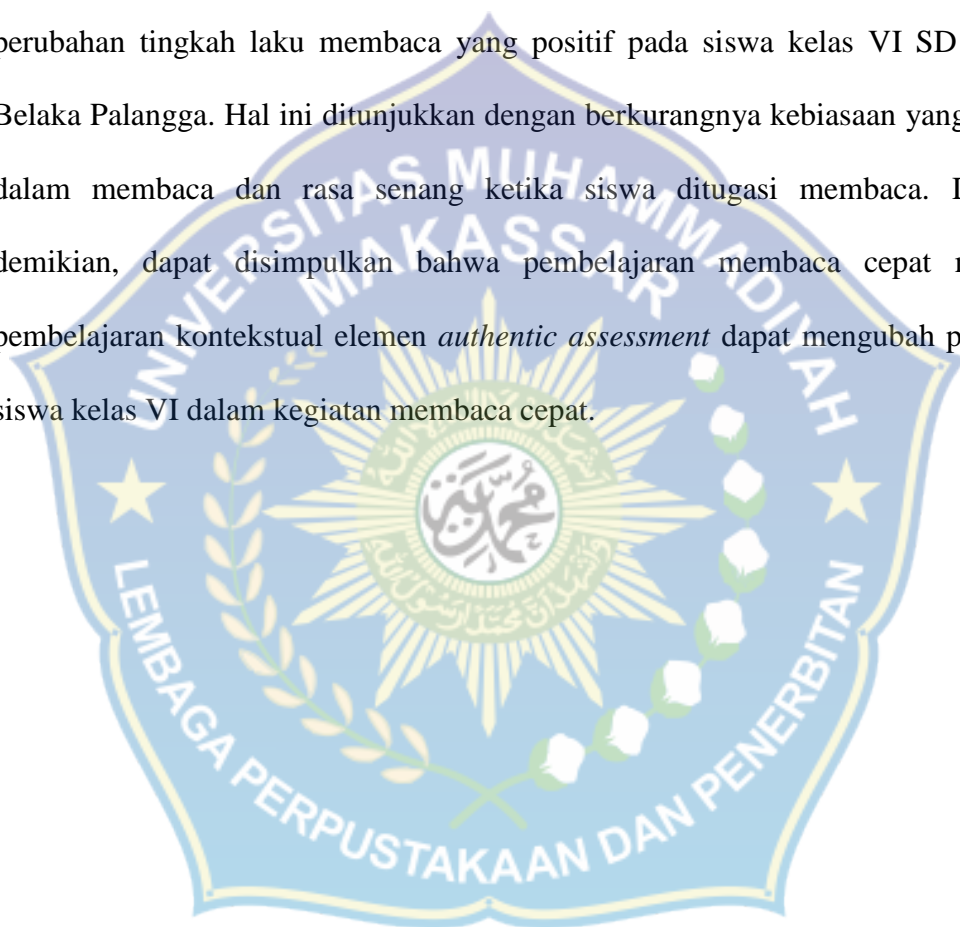 perubahan tingkah laku membaca yang positif pada siswa kelas VI SD
Belaka Palangga. Hal ini ditunjukkan dengan berkurangnya kebiasaan yang
dalam membaca dan rasa senang ketika siswa ditugasi membaca.
demikian, dapat disimpulkan bahwa pembelajaran membaca cepat
pembelajaran kontekstual elemen authentic assessment dapat mengubah
siswa kelas VI dalam kegiatan membaca cepat.
UNIVERSITAS MUHAMMADIYAH
MAKASSAR
محمدية
LEMBAGA PERPUSTAKAAN DAN PENERBITAN